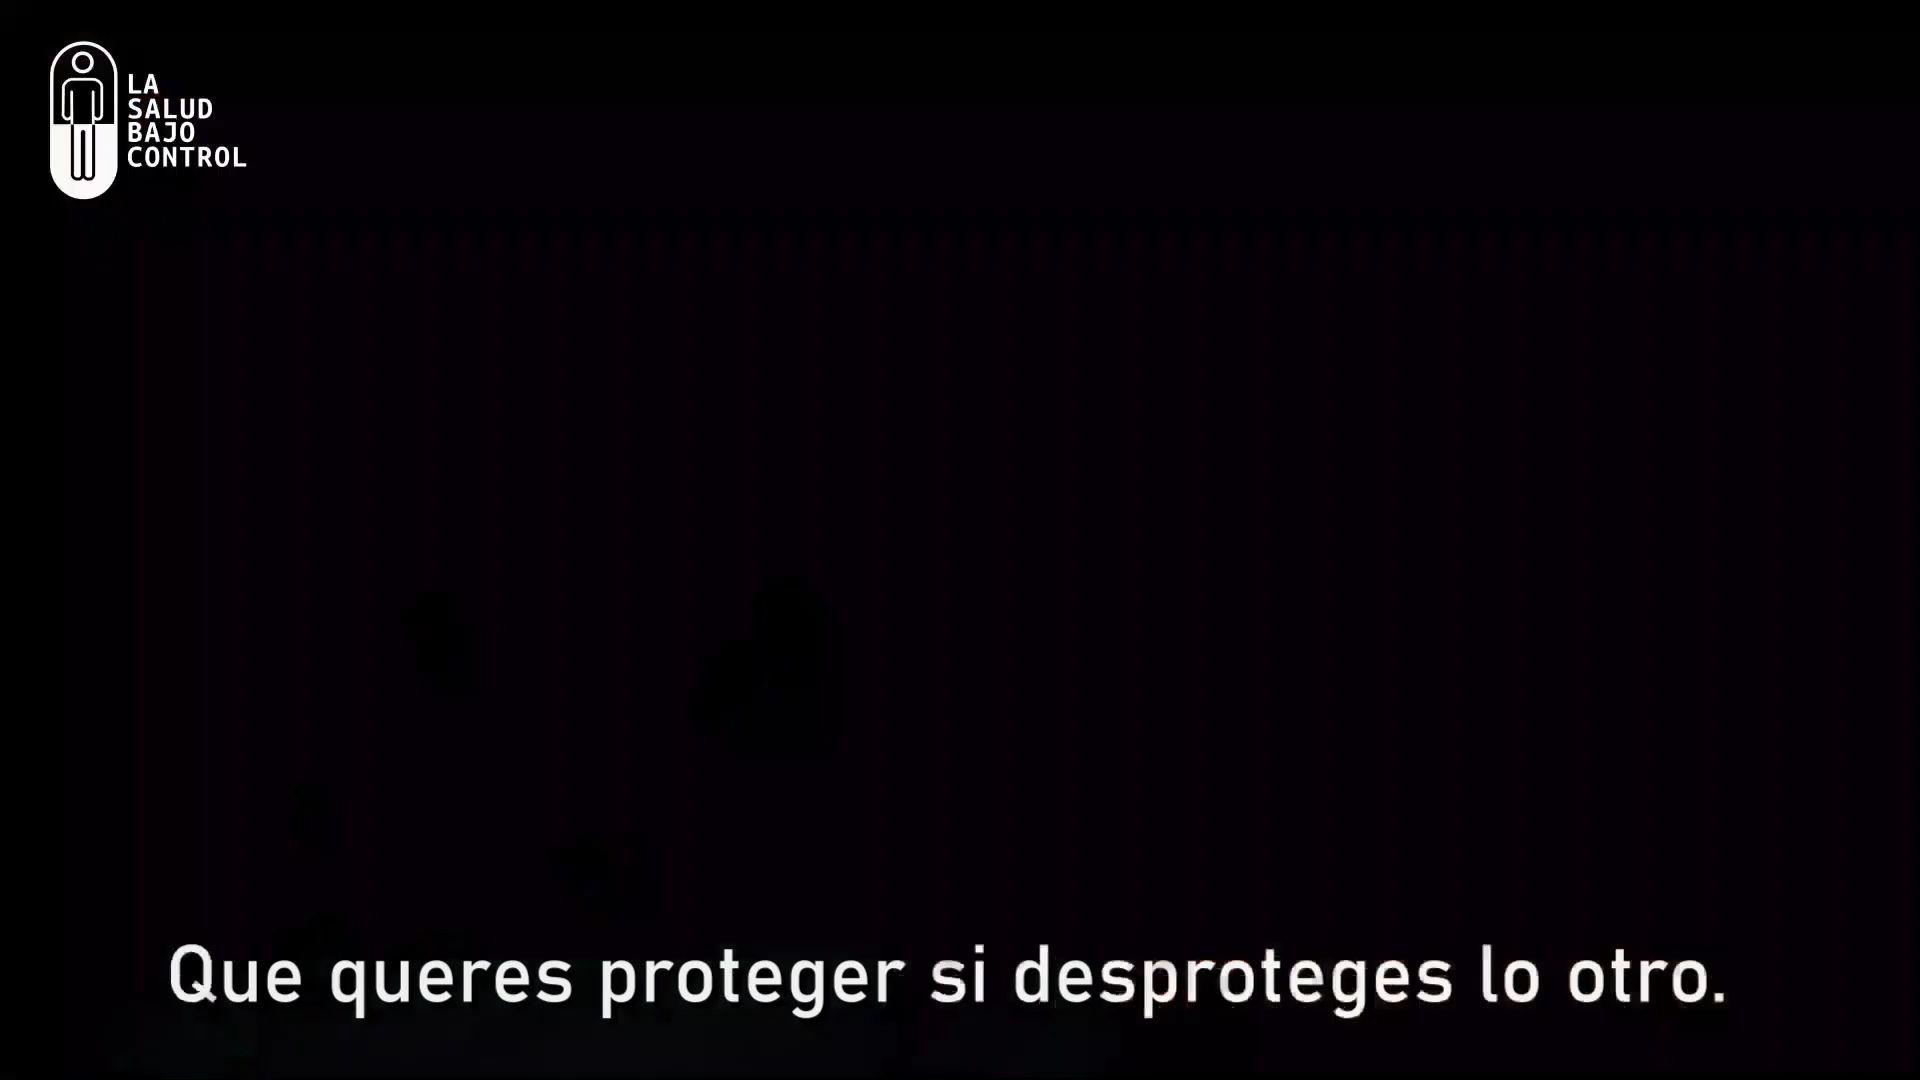 LA
SALUD
BAJO
CONTROL
Que queres proteger si desproteges lo otro.